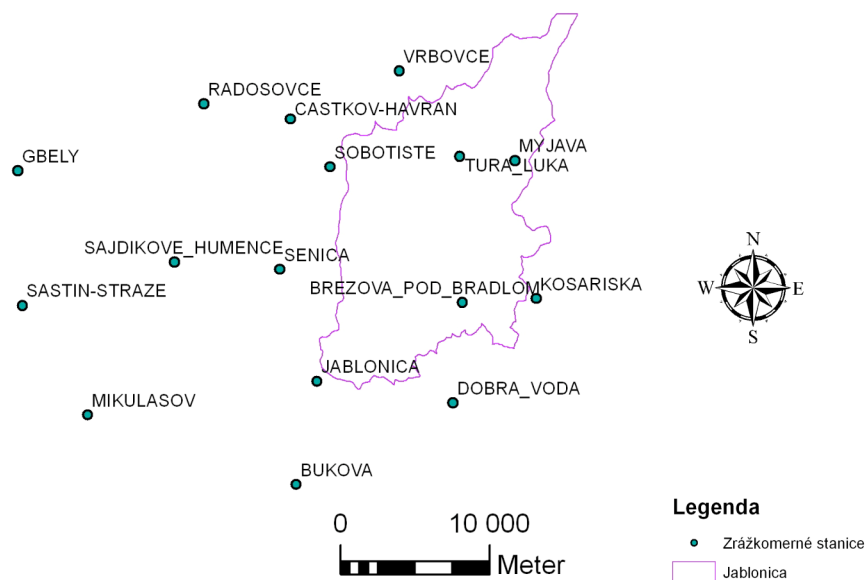 VRBOVCE
RADOSOVCE
CASTKOV-HAVRAN
MYJAVA
GBELY
SOBOTISTE
TURA_LUKA
SAJDIKOVE_HUMENCE
SENICA
N
SASTIN-STRAZE
BREZOVA_POD_BRADLOM
KOSARISKA
W
E
S
JABLONICA
MIKULASOV
DOBRA_VODA
BUKOVA
Legenda
0
10 000
Meter
Zrážkomerné stanice
Jablonica